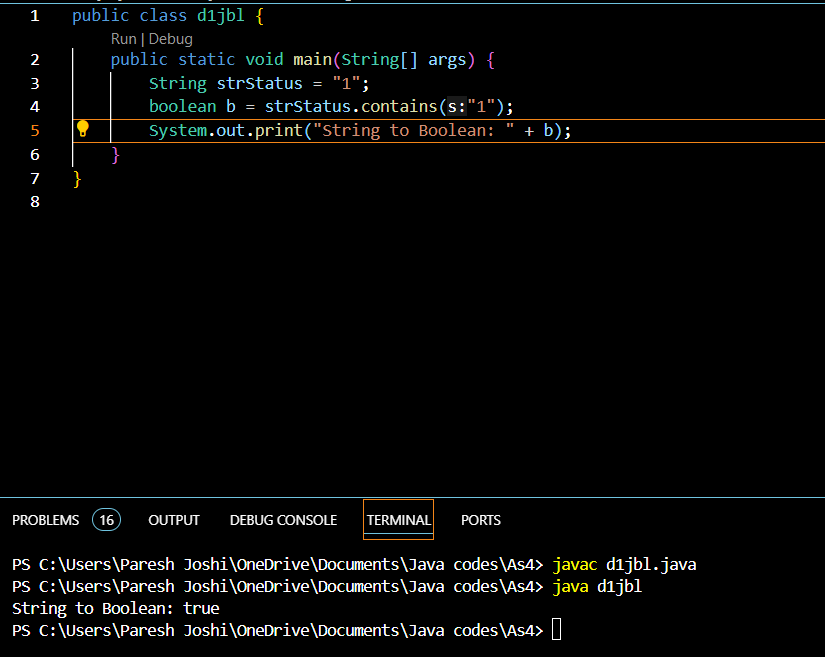 1 public class d1jbl {
Run | Debug
2 public static void main(String[] args) {
3 String strStatus = "1";
4 boolean b = strStatus.contains(s:"1");
5 System.out.print("String to Boolean: " + b);
6 }
7 }
8
PROBLEMS 16 OUTPUT DEBUG CONSOLE TERMINAL PORTS
PS C:\Users\Paresh Joshi\OneDrive\Documents\Java codes\As4> javac d1jbl.java
PS C:\Users\Paresh Joshi\OneDrive\Documents\Java codes\As4> java d1jbl
String to Boolean: true
PS C:\Users\Paresh Joshi\OneDrive\Documents\Java codes\As4>